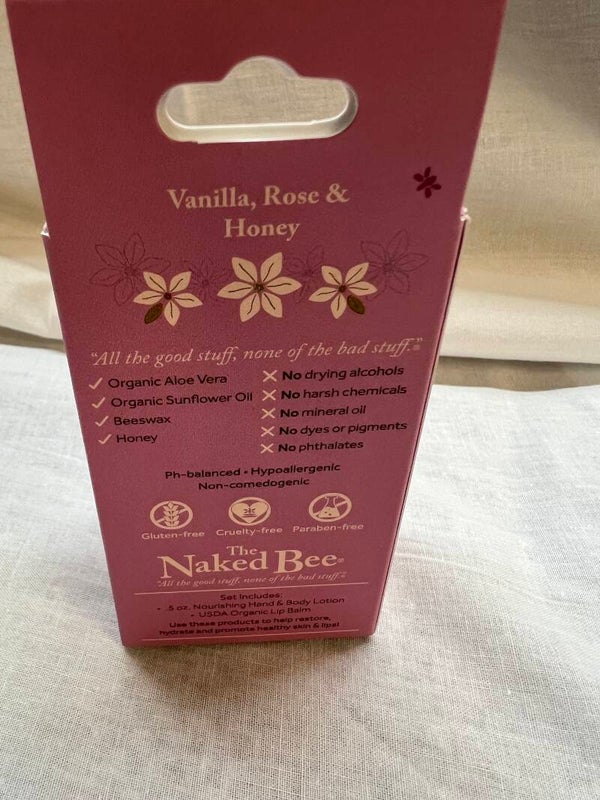 Vanilla, Rose &
Honey
"All the good stuff, none of the bad stuff."®
✓ Organic Aloe Vera
✓ Organic Sunflower Oil
✓ Beeswax
✓ Honey
✕ No drying alcohols
✕ No harsh chemicals
✕ No mineral oil
✕ No dyes or pigments
✕ No phthalates
Ph-balanced • Hypoallergenic
Non-comedogenic
Gluten-free Cruelty-free Paraben-free
The
Naked Bee®
"All the good stuff, none of the bad stuff."®
Set Includes:
• .5 oz. Nourishing Hand & Body Lotion
• USDA Organic Lip Balm
Use these products to help restore,
hydrate and promote healthy skin & lips!